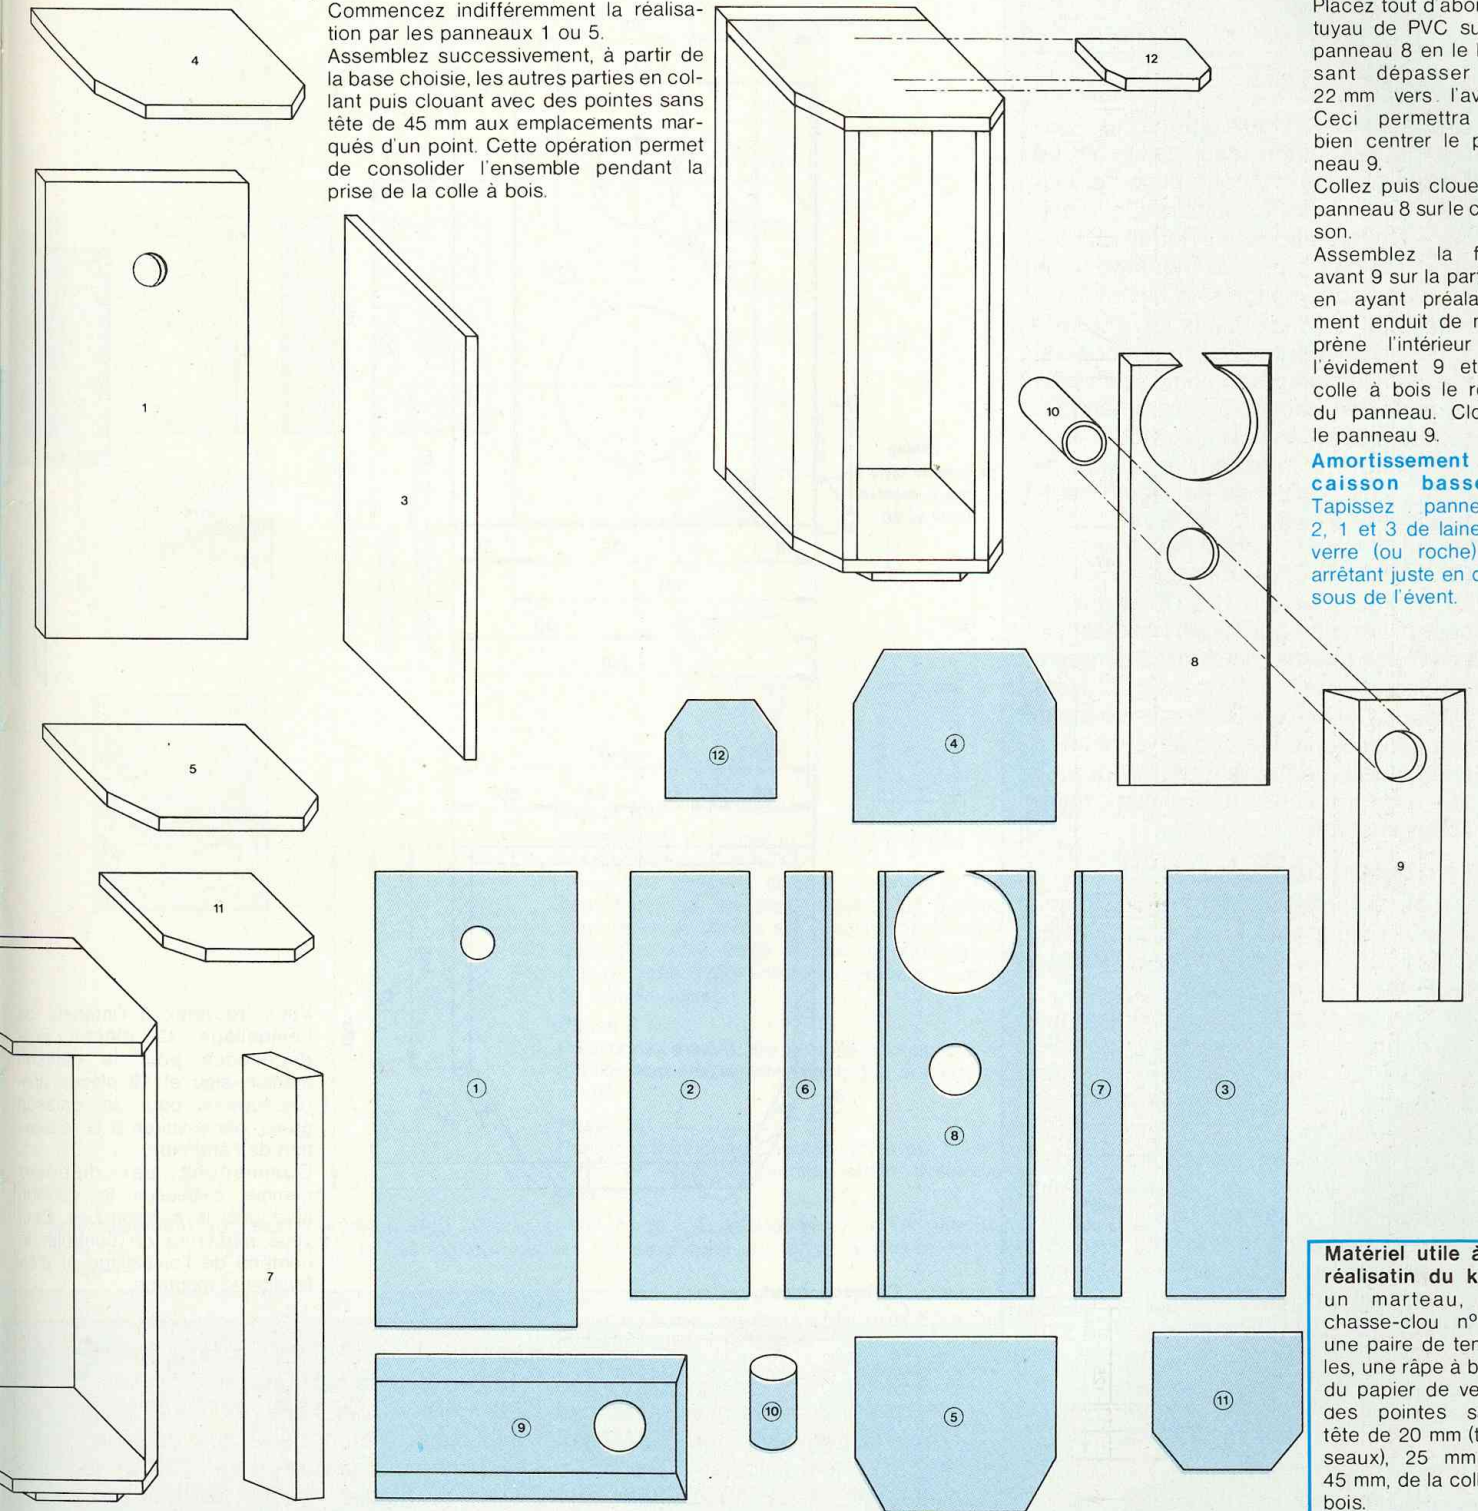 Commencez indifféremment la réalisa-
tion par les panneaux 1 ou 5.
Assemblez successivement, à partir de
la base choisie, les autres parties en col-
lant puis clouant avec des pointes sans
tête de 45 mm aux emplacements mar-
qués d'un point. Cette opération permet
de consolider l'ensemble pendant la
prise de la colle à bois.
Placez tout d'abor
tuyau de PVC su
panneau 8 en le l
sant dépasser
22 mm vers l'av
Ceci permettra
bien centrer le p
neau 9.
Collez puis cloue
panneau 8 sur le c
son.
Assemblez la f
avant 9 sur la par
en ayant préala
ment enduit de n
prène l'intérieur
l'évidement 9 et
colle à bois le re
du panneau. Clo
le panneau 9.
Amortissement
caisson basse
Tapissez panne
2, 1 et 3 de laine
verre (ou roche)
arrêtant juste en d
sous de l'évent.
4
1
3
12
10
8
9
5
11
7
12
4
1
2
6
8
7
3
9
10
5
11
Matériel utile à
réalisatin du k
un marteau,
chasse-clou n°
une paire de ten
les, une râpe à b
du papier de ve
des pointes s
tête de 20 mm (t
seaux), 25 mm
45 mm, de la col
bois.